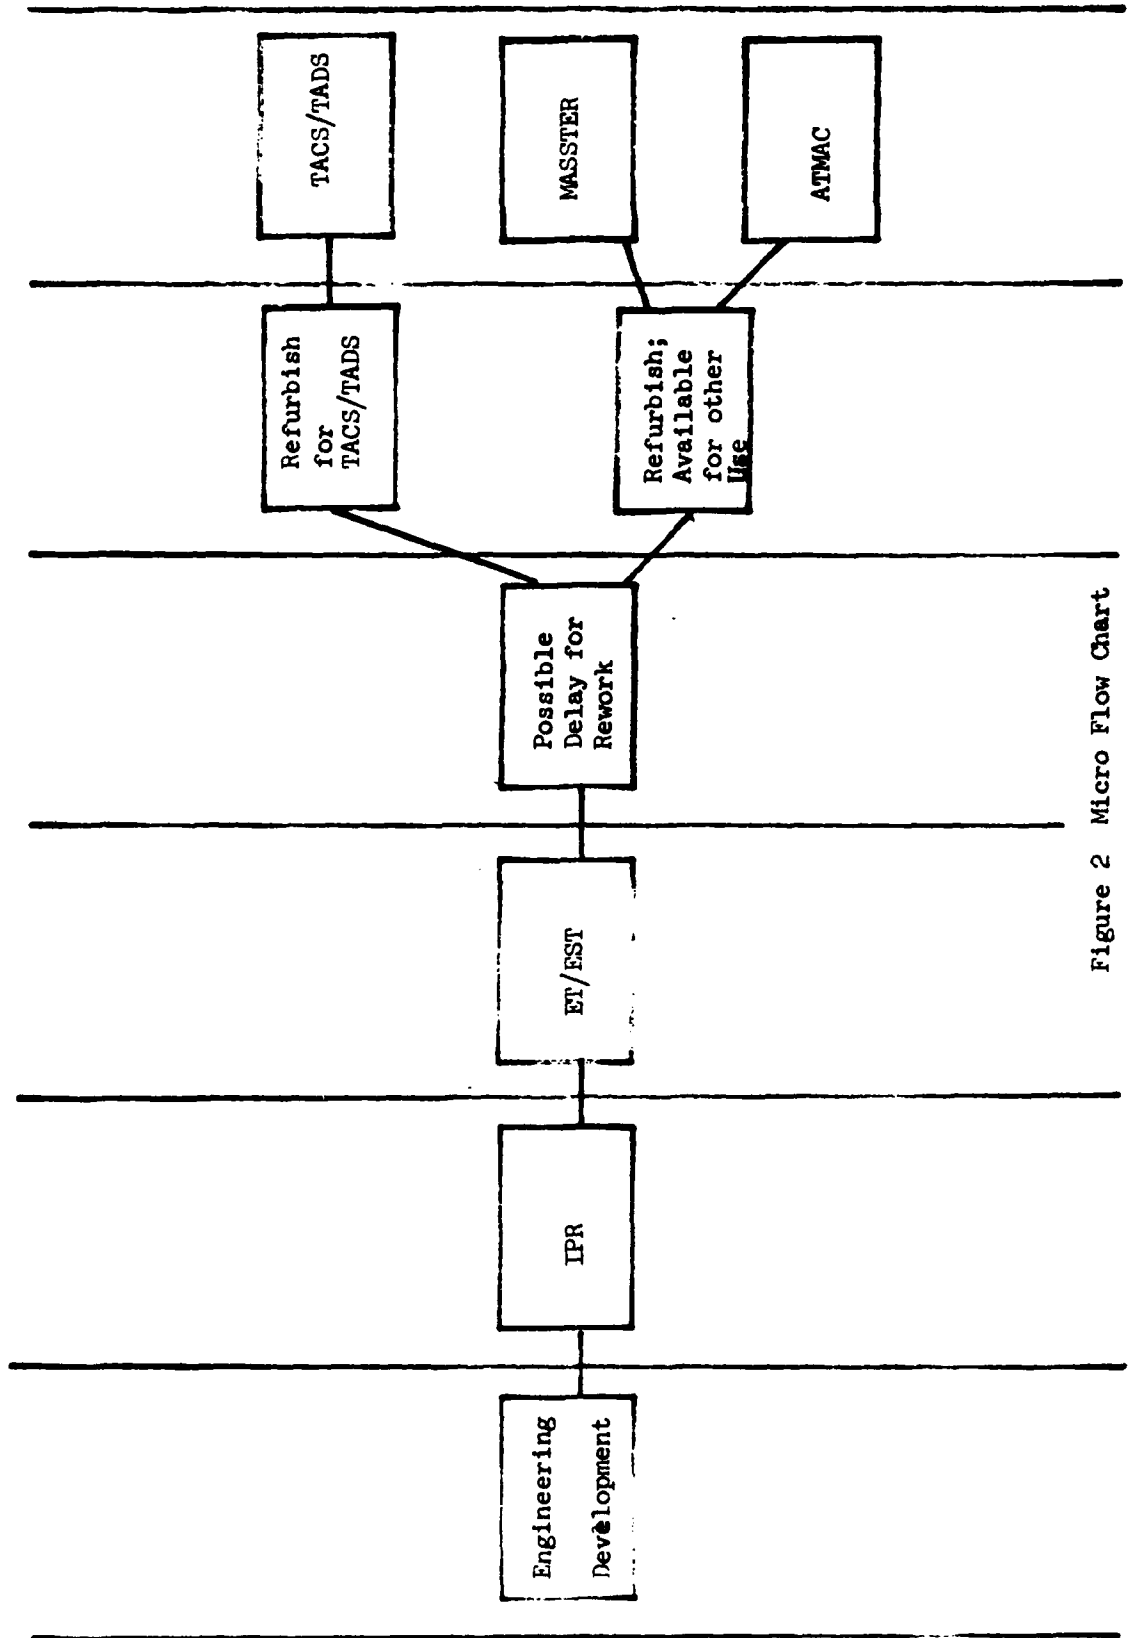 Engineering
Development
IPR
ET/EST
Possible
Delay for
Rework
Refurbish
for
TACS/TADS
Refurbish;
Available
for other
Use
TACS/TADS
MASSTER
ATMAC
Figure 2 Micro Flow Chart